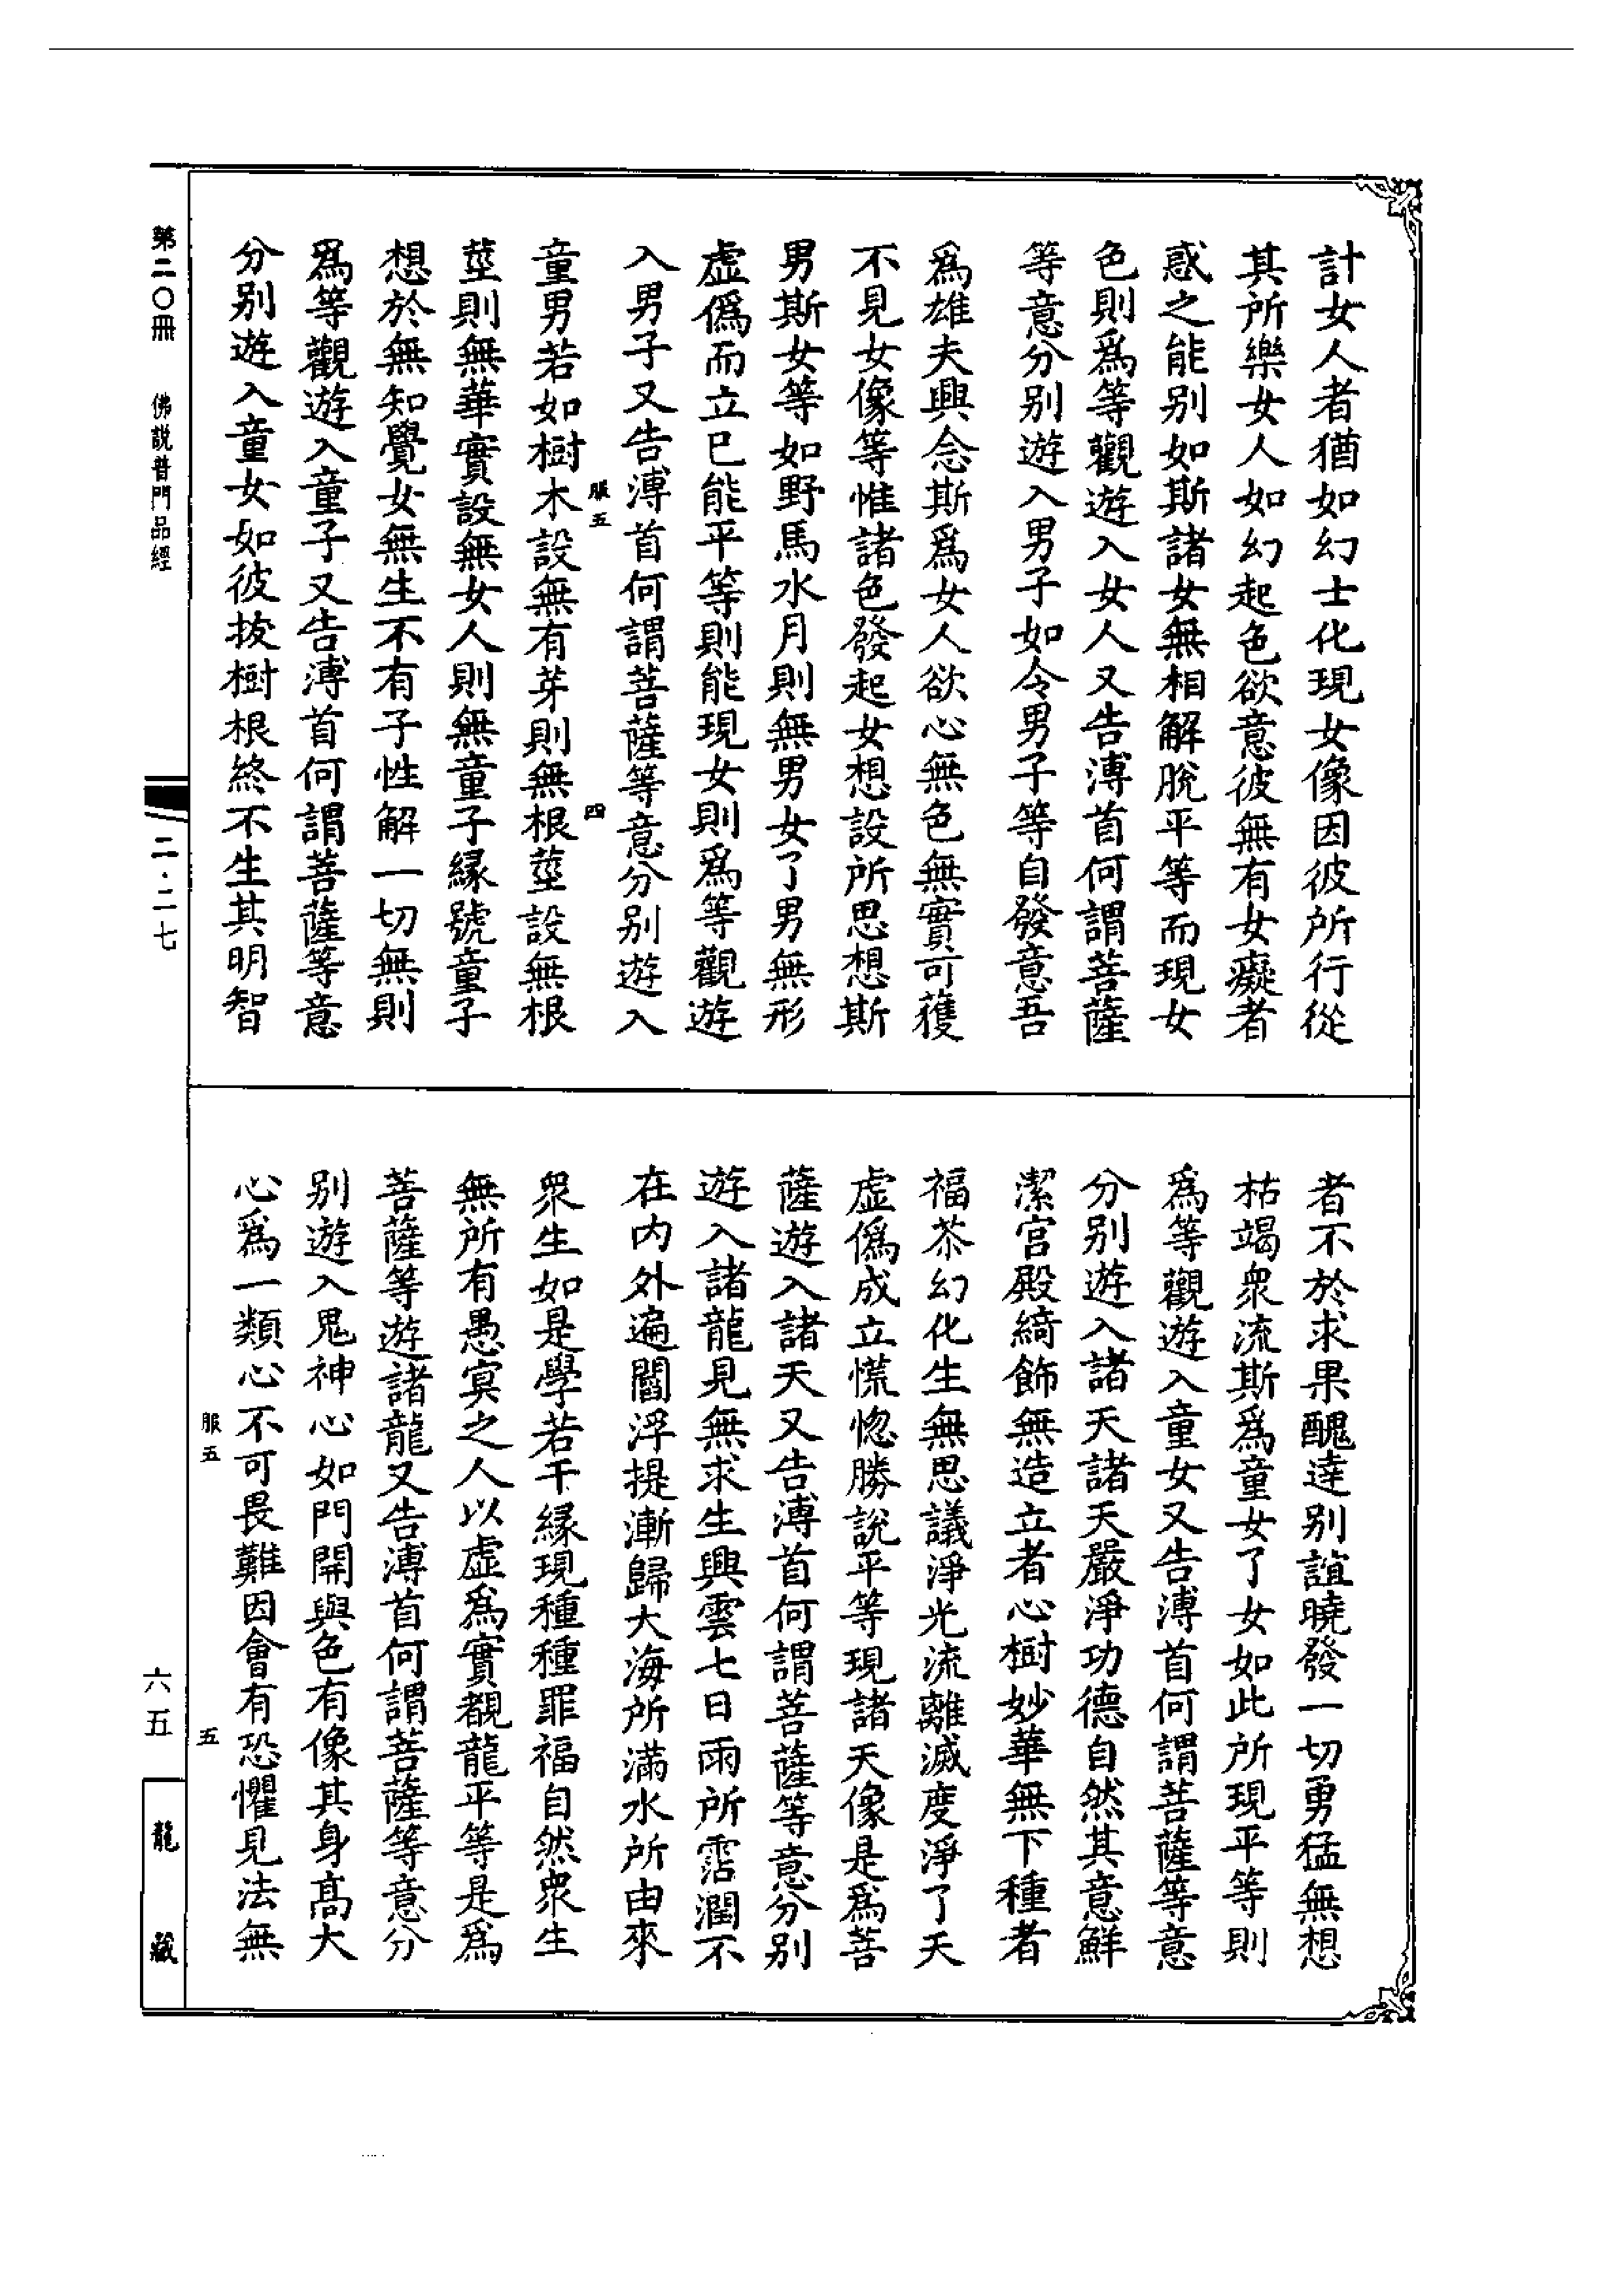 計女人者猶如幻士化現女像因彼所行從
其所樂女人如幻起色欲意彼無有女癡者
惑之能別如斯諸女無相解脫平等而現女
色則爲等觀遊入女人又告溥首何謂菩薩
等意分別遊入男子如令男子等自發意吾
爲雄夫興念斯爲女人欲心無色無實可獲
不見女像等惟諸色發起女想設所思想斯
男斯女等如野馬水月則無男女了男無形
虛僞而立已能平等則能現女則爲等觀遊
入男子又告溥首何謂菩薩等意分別遊入
服五
四
童男若如樹木設無有芽則無根莖設無根
莖則無華實設無女人則無童子緣號童子
想於無知覺女無生不有子性解一切無則
爲等觀遊入童子又告溥首何謂菩薩等意
分別遊入童女如彼拔樹根終不生其明智
者不於求果醜逹別誼曉發一切勇猛無想
枯竭衆流斯爲童女了女如此所現平等則
爲等觀遊入童女又告溥首何謂菩薩等意
分別遊入諸天諸天嚴淨功德自然其意鮮
潔宮殿綺飾無造立者心樹妙華無下種者
福茶幻化生無思議淨光流離滅度淨了天
虛僞成立慌惚勝說平等現諸天像是爲菩
薩遊入諸天又告溥首何謂菩薩等意分別
遊入諸龍見無求生興雲七日雨所霑潤不
在內外遍閻浮提漸歸大海所滿水所由來
衆生如是學若干緣現種種罪福自然衆生
無所有愚冥之人以虛爲實觀龍平等是爲
菩薩等遊諸龍又告溥首何謂菩薩等意分
別遊入鬼神心如門開與色有像其身高大
心爲一類心不可畏難因會有恐懼見法無
服五
五
第二〇冊
佛說普門品經
二·二七
六五
龍藏